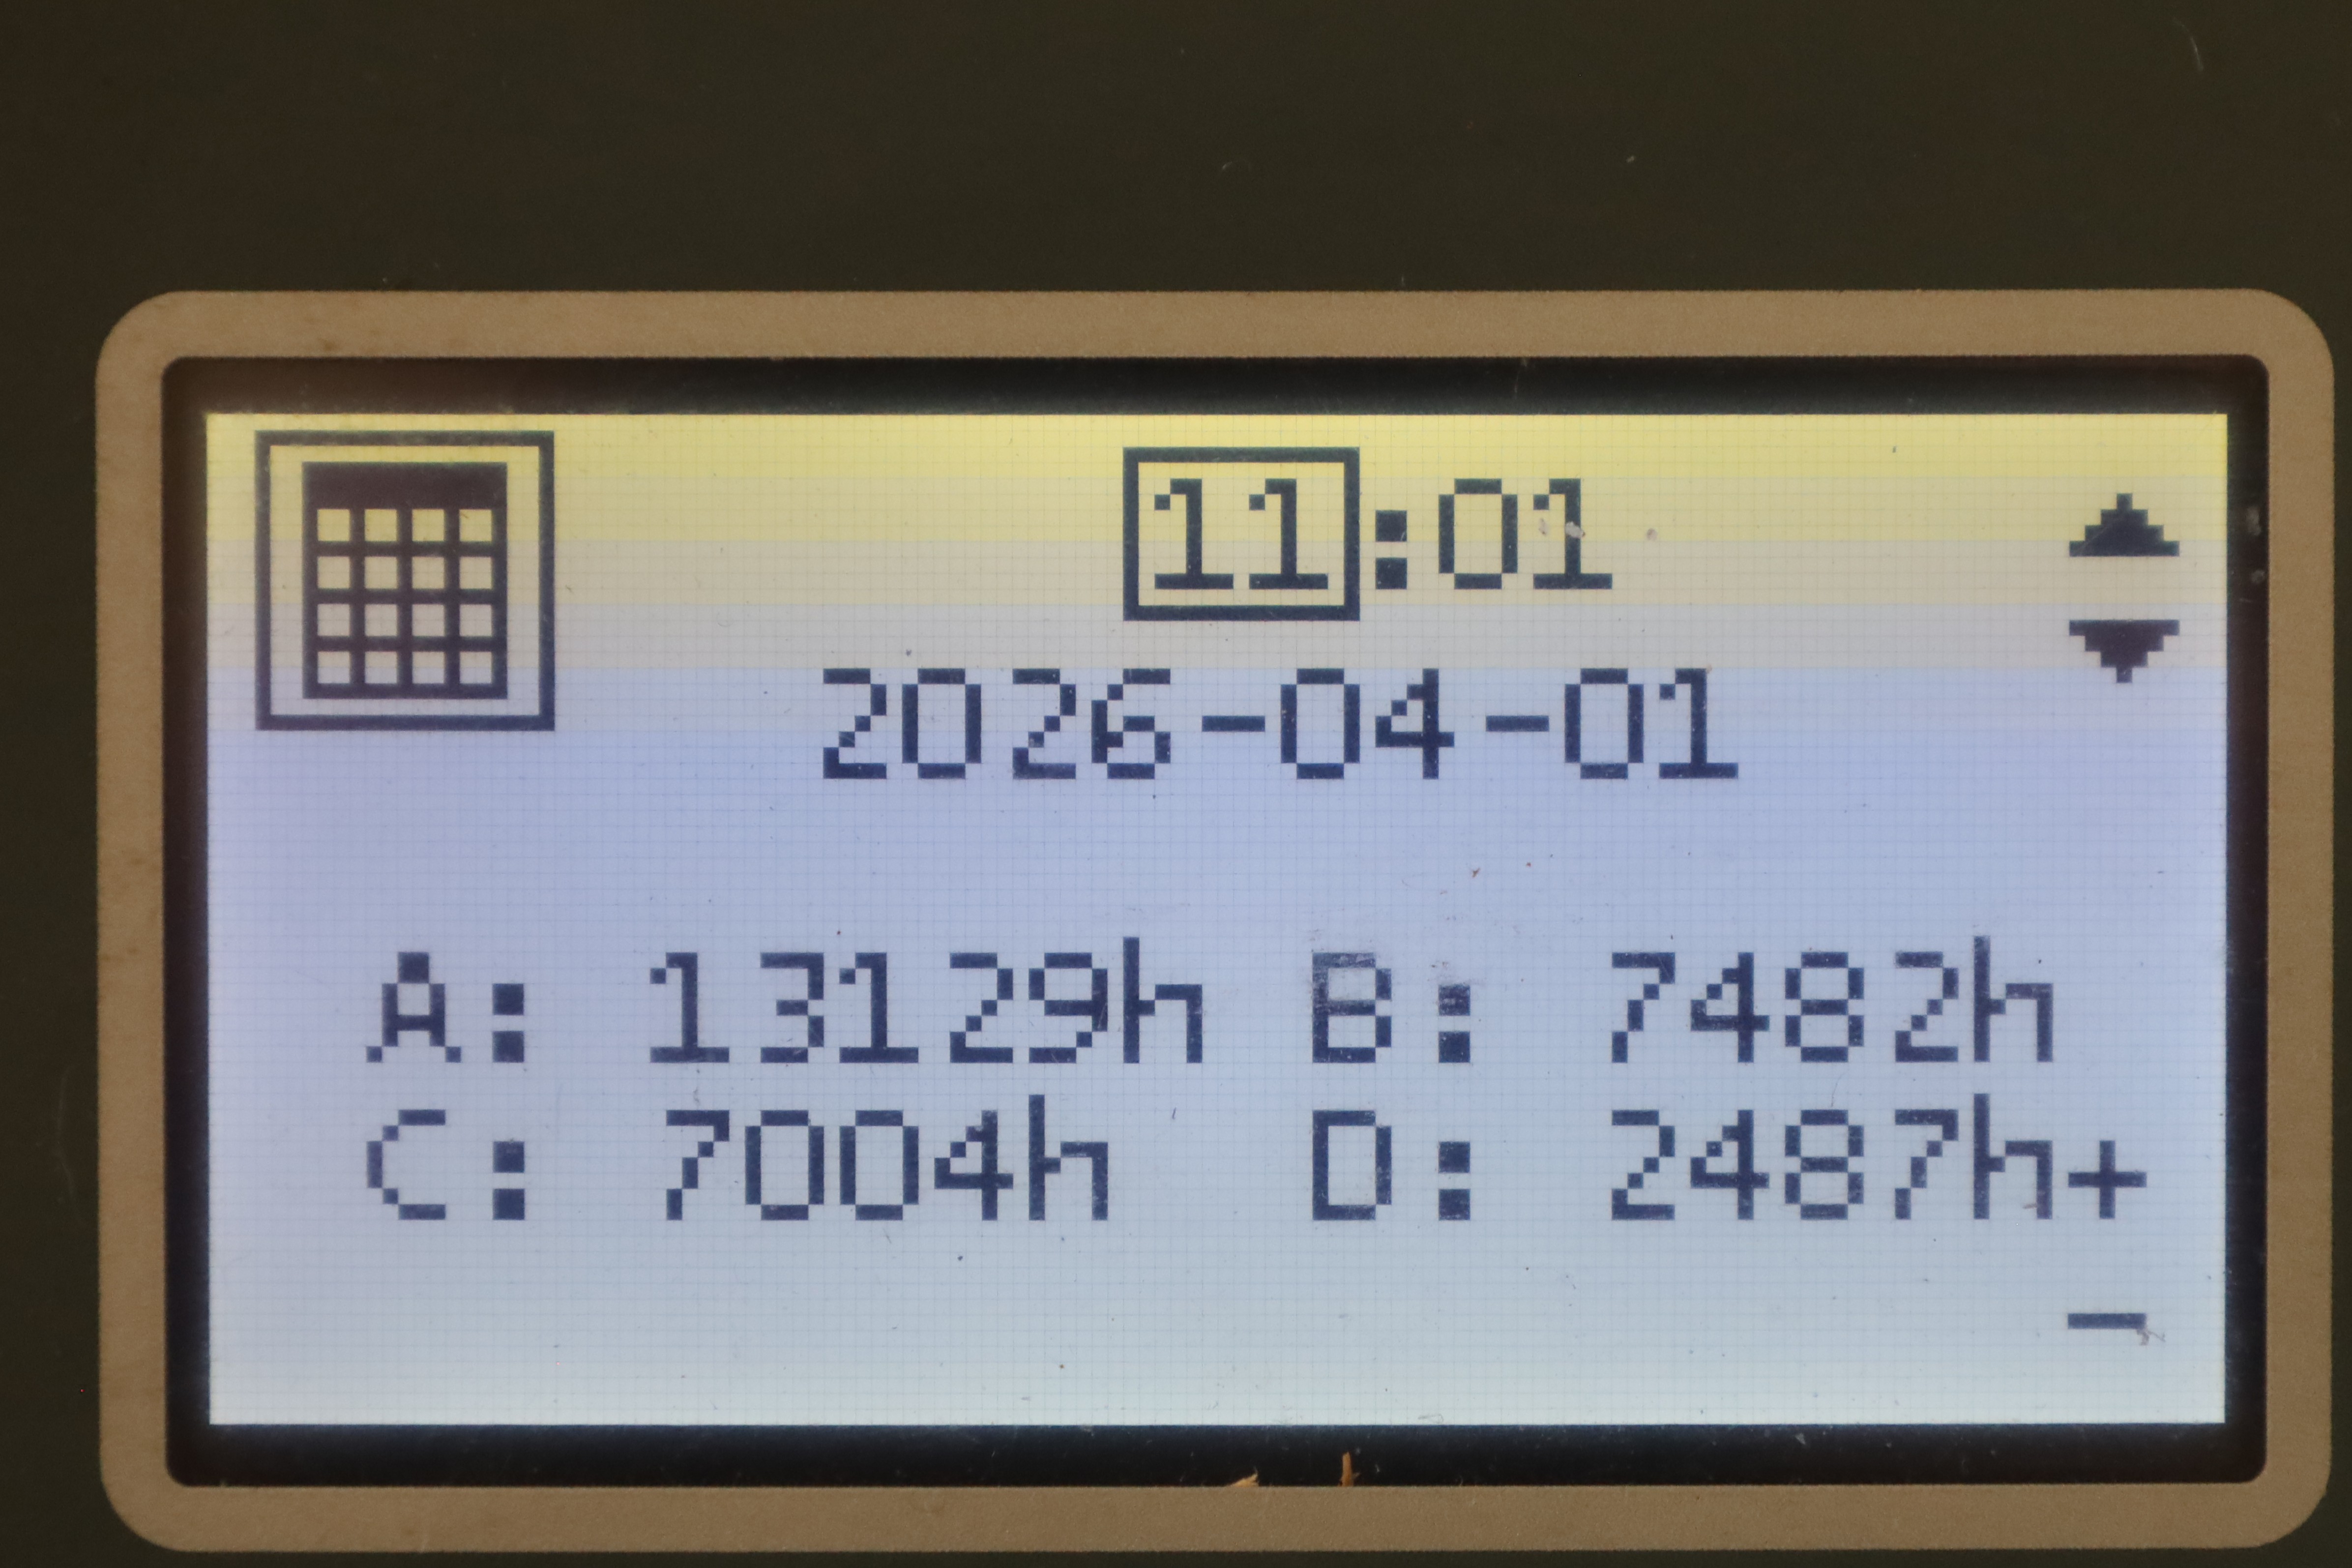 11:01
2026-04-01
A: 13129h B: 7482h
C: 7004h D: 2487h+
-